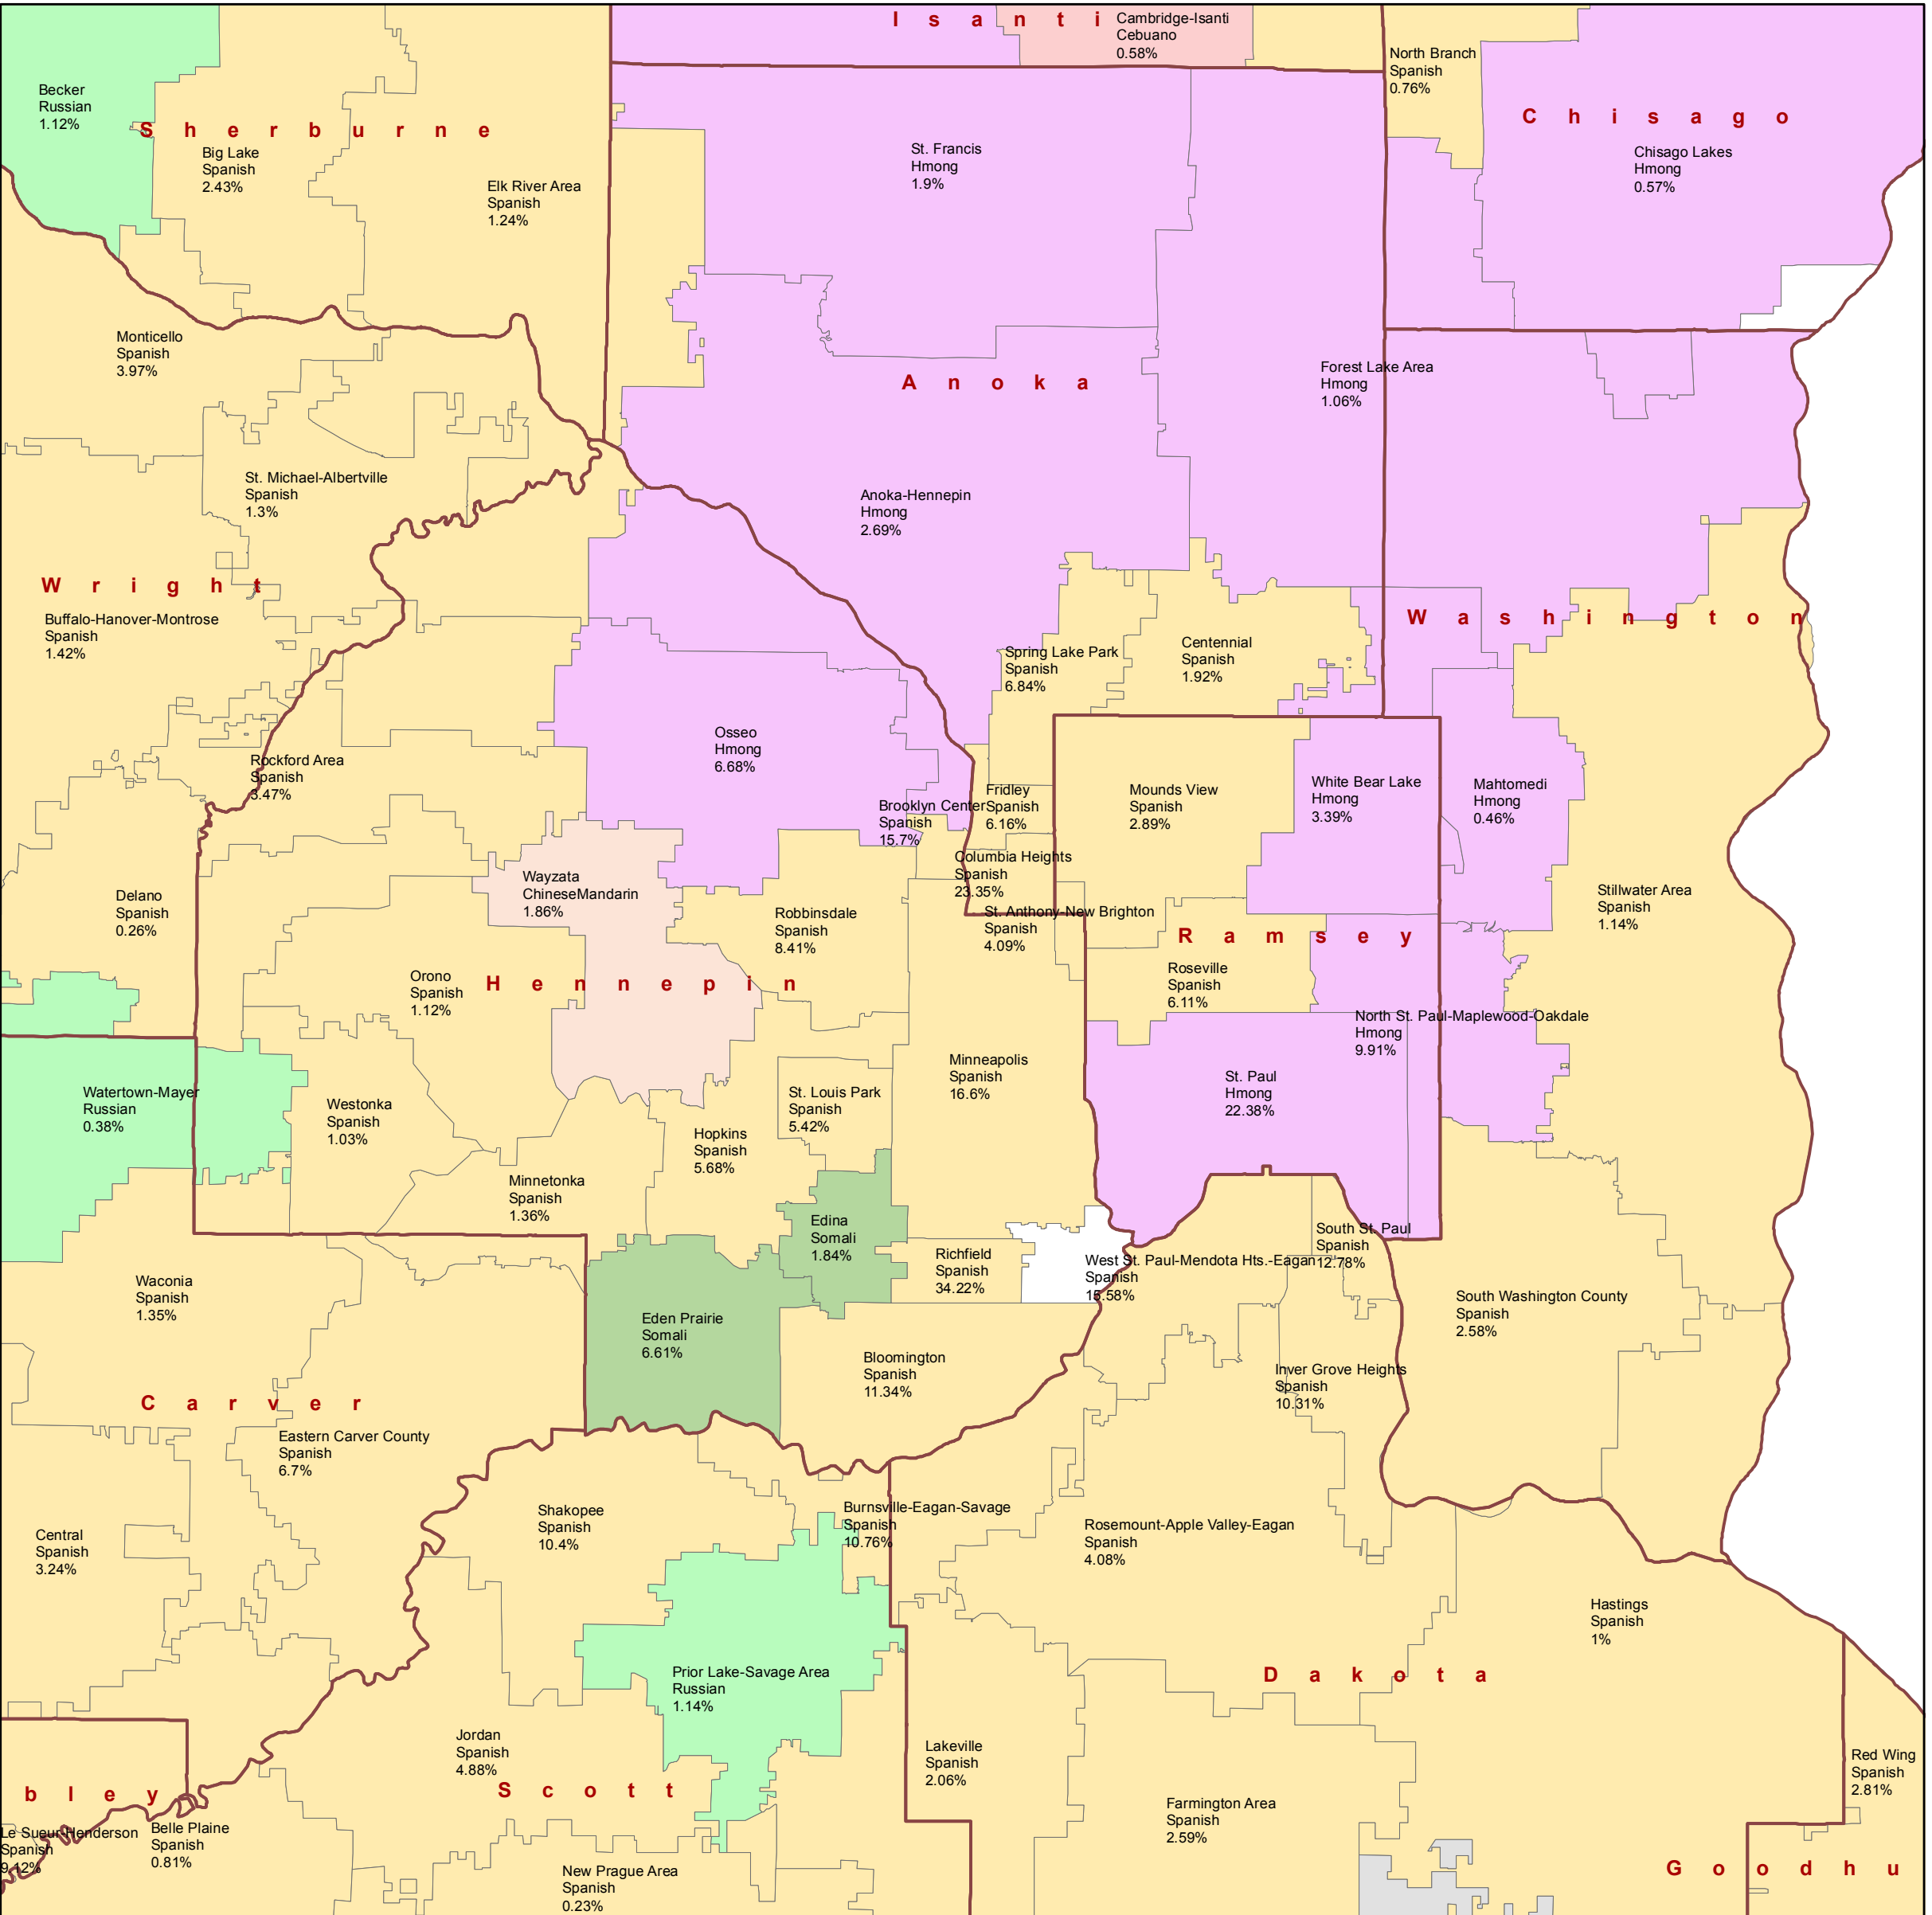 I s a n t i
Cambridge-Isanti
Cebuano
0.58%
North Branch
Spanish
0.76%
Becker
Russian
1.12%
S h e r b u r n e
C h i s a g o
Big Lake
Spanish
2.43%
Elk River Area
Spanish
1.24%
St. Francis
Hmong
1.9%
Chisago Lakes
Hmong
0.57%
Monticello
Spanish
3.97%
A n o k a
Forest Lake Area
Hmong
1.06%
St. Michael-Albertville
Spanish
1.3%
Anoka-Hennepin
Hmong
2.69%
W r i g h t
Buffalo-Hanover-Montrose
Spanish
1.42%
W a s h i n g t o n
Spring Lake Park
Spanish
6.84%
Centennial
Spanish
1.92%
Osseo
Hmong
6.68%
Rockford Area
Spanish
3.47%
Brooklyn Center
Spanish
15.7%
Fridley
Spanish
6.16%
Mounds View
Spanish
2.89%
White Bear Lake
Hmong
3.39%
Mahtomedi
Hmong
0.46%
Columbia Heights
Spanish
23.35%
Wayzata
ChineseMandarin
1.86%
Delano
Spanish
0.26%
Robbinsdale
Spanish
8.41%
St. Anthony-New Brighton
Spanish
4.09%
Stillwater Area
Spanish
1.14%
R a m s e y
Orono
Spanish
1.12%
H e n n e p i n
Roseville
Spanish
6.11%
North St. Paul-Maplewood-Oakdale
Hmong
9.91%
Minneapolis
Spanish
16.6%
St. Paul
Hmong
22.38%
Watertown-Mayer
Russian
0.38%
Westonka
Spanish
1.03%
St. Louis Park
Spanish
5.42%
Hopkins
Spanish
5.68%
Minnetonka
Spanish
1.36%
Edina
Somali
1.84%
South St. Paul
Spanish
12.78%
Richfield
Spanish
34.22%
West St. Paul-Mendota Hts.-Eagan
Spanish
15.58%
Waconia
Spanish
1.35%
South Washington County
Spanish
2.58%
Eden Prairie
Somali
6.61%
Bloomington
Spanish
11.34%
Inver Grove Heights
Spanish
10.31%
C a r v e r
Eastern Carver County
Spanish
6.7%
Shakopee
Spanish
10.4%
Burnsville-Eagan-Savage
Spanish
10.76%
Rosemount-Apple Valley-Eagan
Spanish
4.08%
Central
Spanish
3.24%
Hastings
Spanish
1%
Prior Lake-Savage Area
Russian
1.14%
D a k o t a
Jordan
Spanish
4.88%
Lakeville
Spanish
2.06%
Red Wing
Spanish
2.81%
S c o t t
b l e y
Farmington Area
Spanish
2.59%
Le Sueur-Henderson
Spanish
9.12%
Belle Plaine
Spanish
0.81%
New Prague Area
Spanish
0.23%
G o o d h u